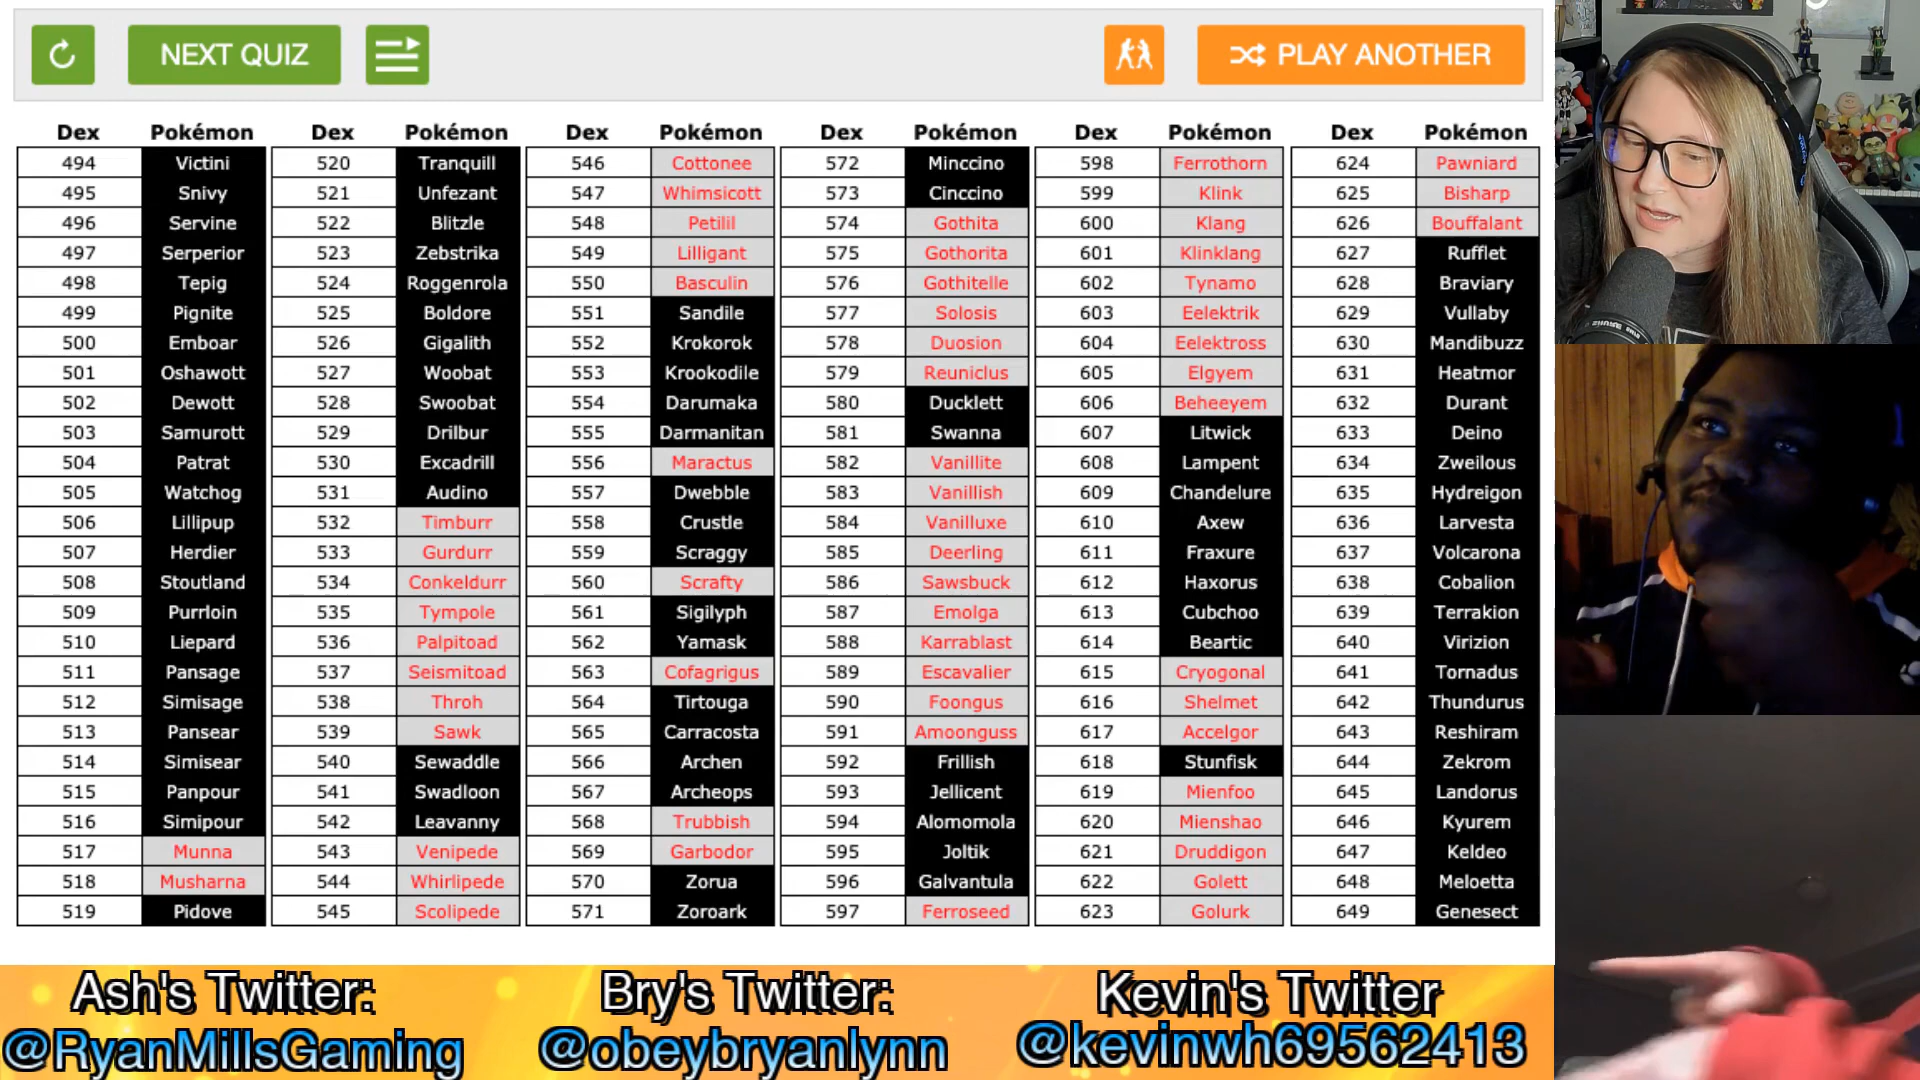 NEXT QUIZ
PLAY ANOTHER
Dex Pokémon Dex Pokémon Dex Pokémon Dex Pokémon Dex Pokémon Dex Pokémon
494 Victini 520 Tranquill 546 Cottonee 572 Minccino 598 Ferrothorn 624 Pawniard
495 Snivy 521 Unfezant 547 Whimsicott 573 Cinccino 599 Klink 625 Bisharp
496 Servine 522 Blitzle 548 Petilil 574 Gothita 600 Klang 626 Bouffalant
497 Serperior 523 Zebstrika 549 Lilligant 575 Gothorita 601 Klinklang 627 Rufflet
498 Tepig 524 Roggenrola 550 Basculin 576 Gothitelle 602 Tynamo 628 Braviary
499 Pignite 525 Boldore 551 Sandile 577 Solosis 603 Eelektrik 629 Vullaby
500 Emboar 526 Gigalith 552 Krokorok 578 Duosion 604 Eelektross 630 Mandibuzz
501 Oshawott 527 Woobat 553 Krookodile 579 Reuniclus 605 Elgyem 631 Heatmor
502 Dewott 528 Swoobat 554 Darumaka 580 Ducklett 606 Beheeyem 632 Durant
503 Samurott 529 Drilbur 555 Darmanitan 581 Swanna 607 Litwick 633 Deino
504 Patrat 530 Excadrill 556 Maractus 582 Vanillite 608 Lampent 634 Zweilous
505 Watchog 531 Audino 557 Dwebble 583 Vanillish 609 Chandelure 635 Hydreigon
506 Lillipup 532 Timburr 558 Crustle 584 Vanilluxe 610 Axew 636 Larvesta
507 Herdier 533 Gurdurr 559 Scraggy 585 Deerling 611 Fraxure 637 Volcarona
508 Stoutland 534 Conkeldurr 560 Scrafty 586 Sawsbuck 612 Haxorus 638 Cobalion
509 Purrloin 535 Tympole 561 Sigilyph 587 Emolga 613 Cubchoo 639 Terrakion
510 Liepard 536 Palpitoad 562 Yamask 588 Karrablast 614 Beartic 640 Virizion
511 Pansage 537 Seismitoad 563 Cofagrigus 589 Escavalier 615 Cryogonal 641 Tornadus
512 Simisage 538 Throh 564 Tirtouga 590 Foongus 616 Shelmet 642 Thundurus
513 Pansear 539 Sawk 565 Carracosta 591 Amoonguss 617 Accelgor 643 Reshiram
514 Simisear 540 Sewaddle 566 Archen 592 Frillish 618 Stunfisk 644 Zekrom
515 Panpour 541 Swadloon 567 Archeops 593 Jellicent 619 Mienfoo 645 Landorus
516 Simipour 542 Leavanny 568 Trubbish 594 Alomomola 620 Mienshao 646 Kyurem
517 Munna 543 Venipede 569 Garbodor 595 Joltik 621 Druddigon 647 Keldeo
518 Musharna 544 Whirlipede 570 Zorua 596 Galvantula 622 Golett 648 Meloetta
519 Pidove 545 Scolipede 571 Zoroark 597 Ferroseed 623 Golurk 649 Genesect
Ash's Twitter: Bry's Twitter: Kevin's Twitter
@RyanMillsGaming @obeybryanlynn @kevinwh69562413